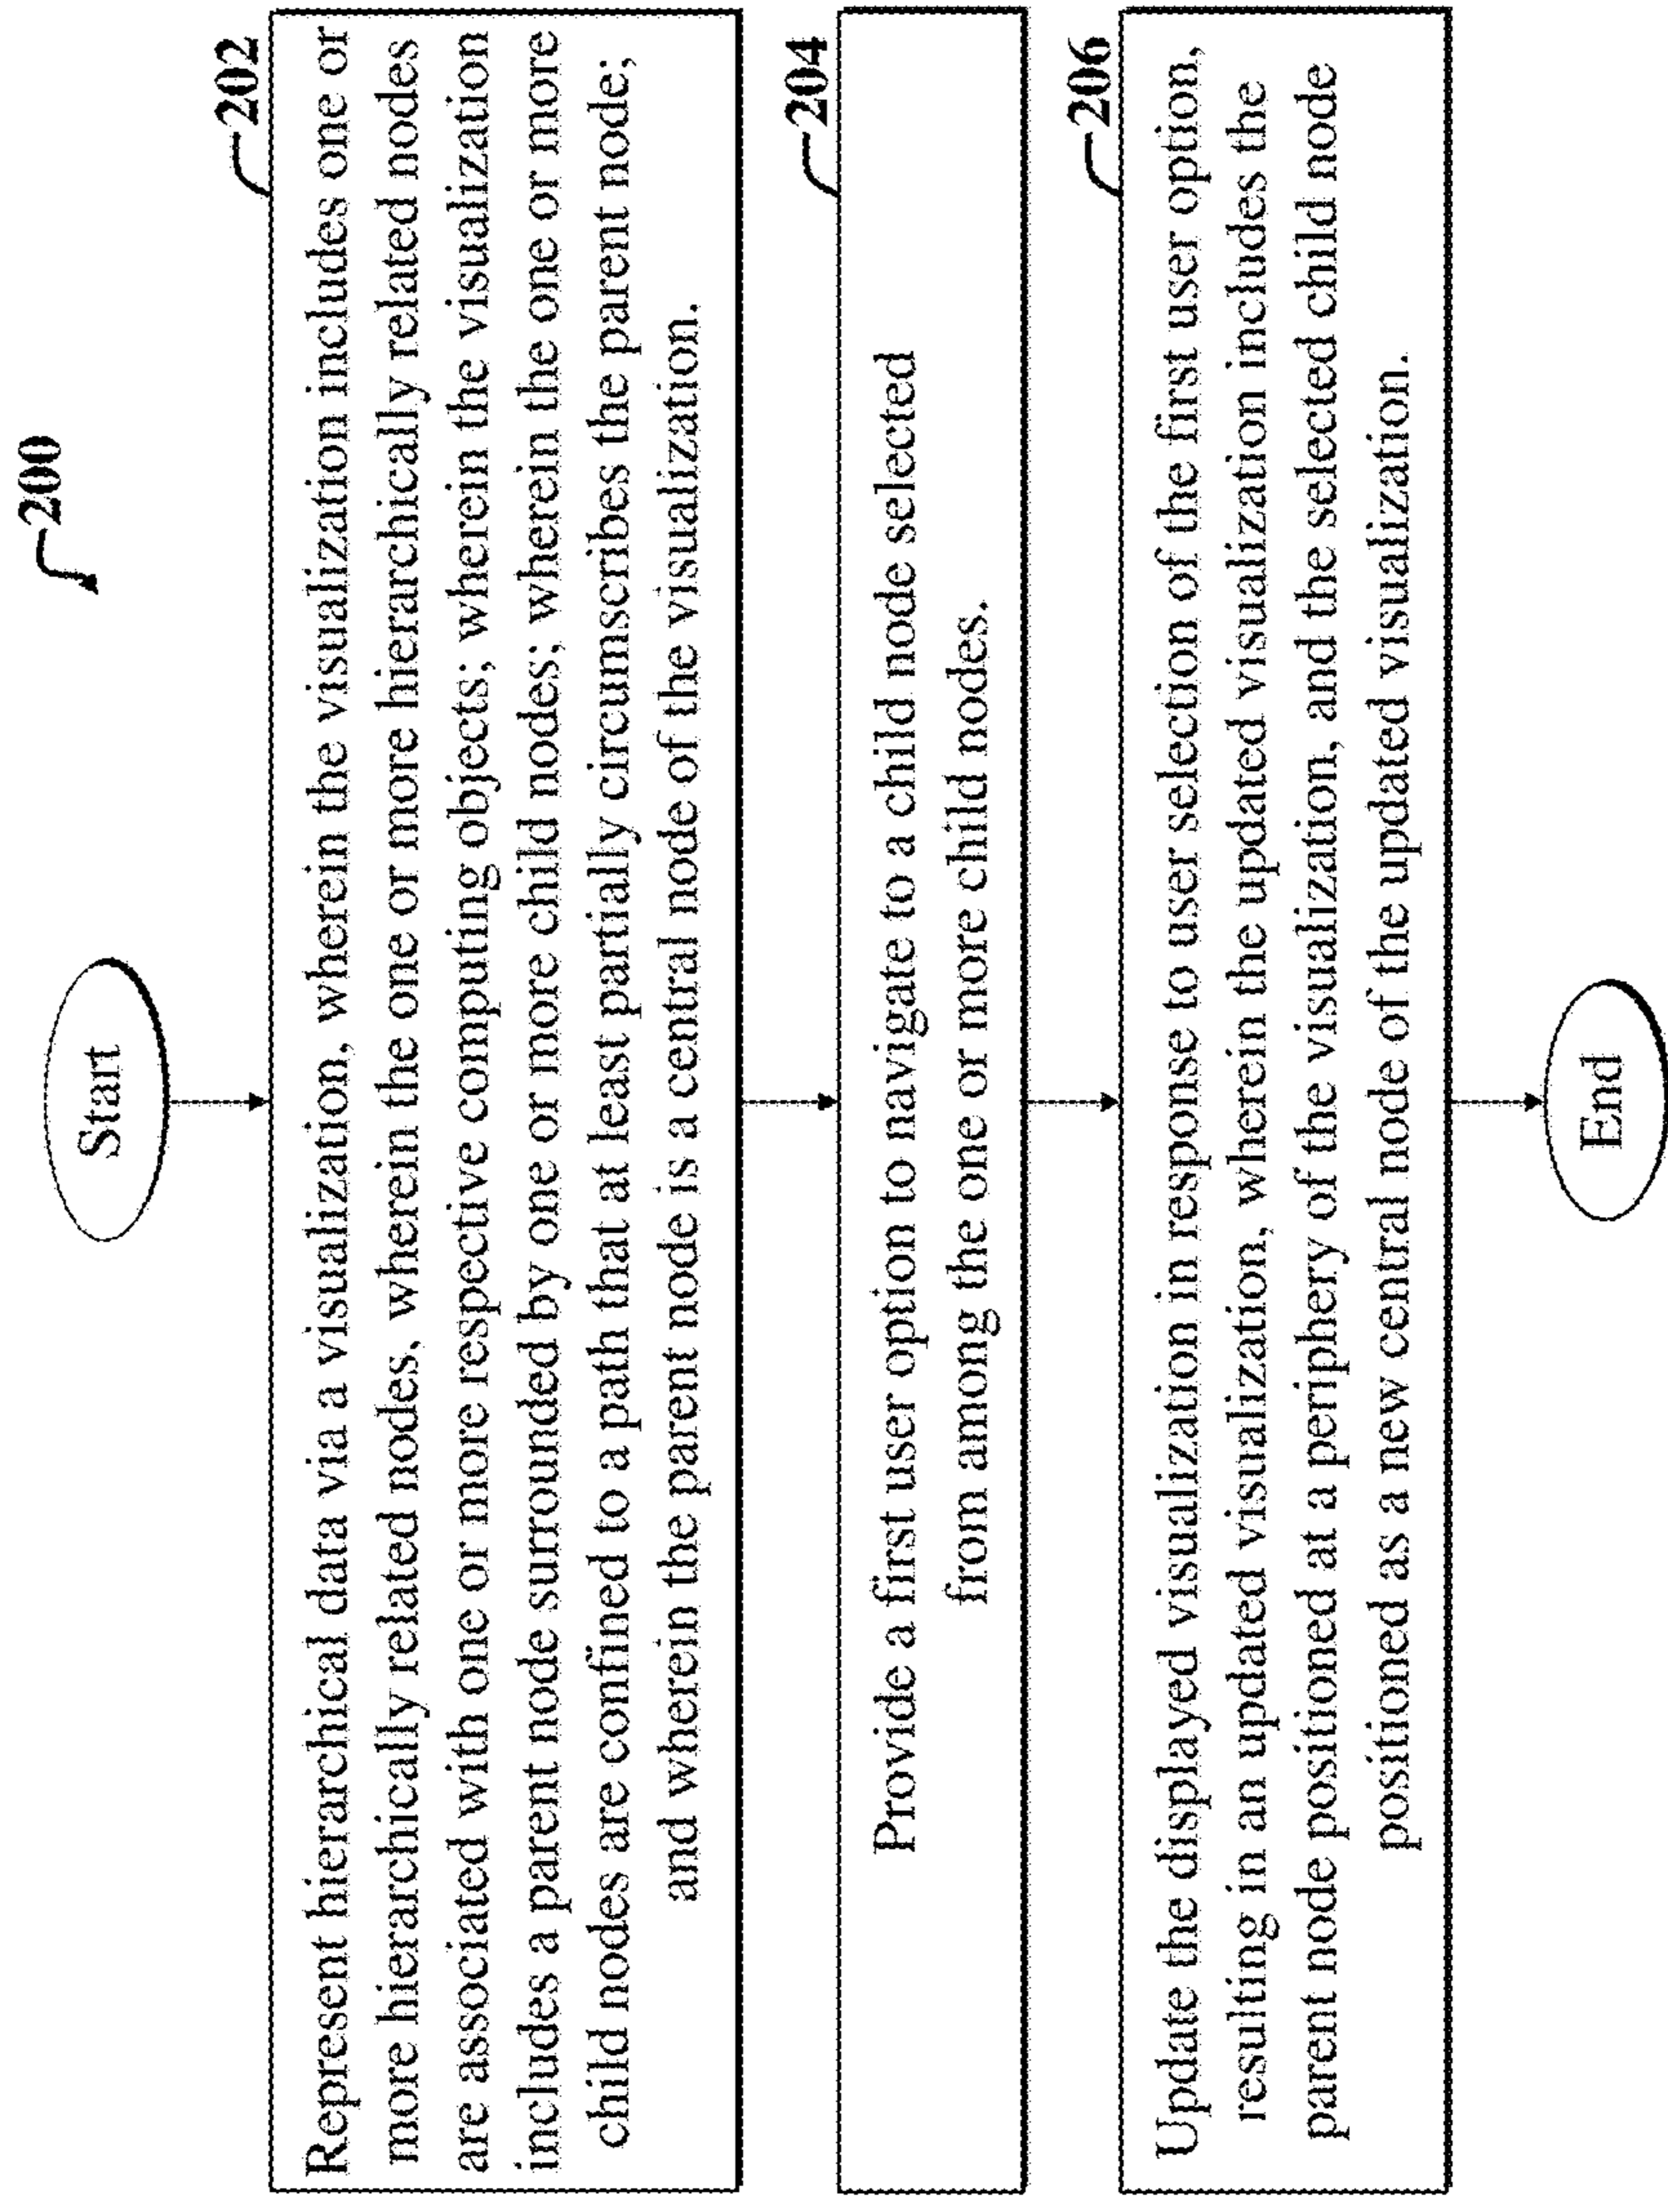 200
Start
202
Represent hierarchical data via a visualization, wherein the visualization includes one or
more hierarchically related nodes, wherein the one or more hierarchically related nodes
are associated with one or more respective computing objects; wherein the visualization
includes a parent node surrounded by one or more child nodes; wherein the one or more
child nodes are confined to a path that at least partially circumscribes the parent node;
and wherein the parent node is a central node of the visualization.
204
Provide a first user option to navigate to a child node selected
from among the one or more child nodes.
206
Update the displayed visualization in response to user selection of the first user option,
resulting in an updated visualization, wherein the updated visualization includes the
parent node positioned at a periphery of the visualization, and the selected child node
positioned as a new central node of the updated visualization.
End